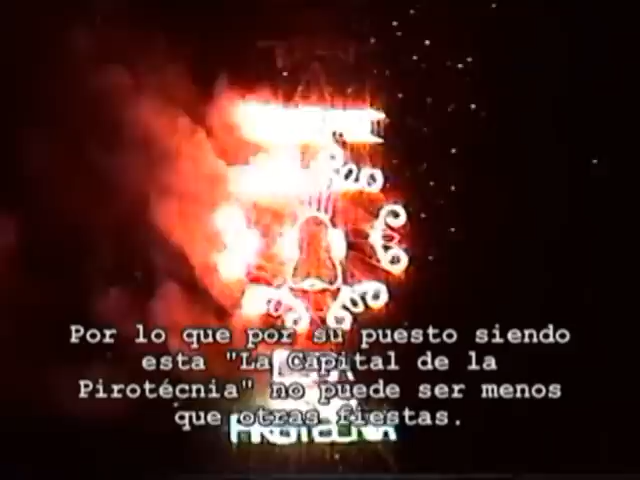 Por lo que por su puesto siendo
esta "La Capital de la
Pirotécnia" no puede ser menos
que otras fiestas.